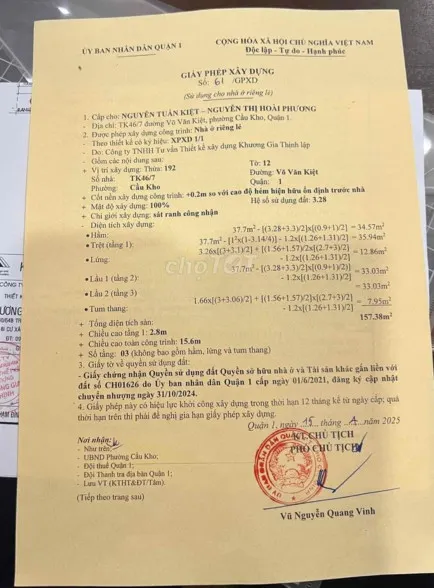 ỦY BAN NHÂN DÂN QUẬN 1
CỘNG HÒA XÃ HỘI CHỦ NGHĨA VIỆT NAM
Độc lập - Tự do - Hạnh phúc
GIẤY PHÉP XÂY DỰNG
Số: 61 /GPXD
(Sử dụng cho nhà ở riêng lẻ)
1. Cấp cho: NGUYỄN TUẤN KIỆT - NGUYỄN THỊ HOÀI PHƯƠNG
- Địa chỉ: TK46/7 đường Võ Văn Kiệt, phường Cầu Kho, Quận 1.
2. Được phép xây dựng công trình: Nhà ở riêng lẻ
- Theo thiết kế có ký hiệu: XPXD 1/1
- Do: Công ty TNHH Tư vấn Thiết kế xây dựng Khương Gia Thịnh lập
- Gồm các nội dung sau:
+ Vị trí xây dựng: Thửa: 192 Tờ: 12
Số nhà: TK46/7 Đường: Võ Văn Kiệt
Phường: Cầu Kho Quận: 1
+ Cốt nền xây dựng công trình: +0.2m so với cao độ hẻm hiện hữu ổn định trước nhà
+ Mật độ xây dựng: 100% Hệ số sử dụng đất: 3.28
+ Chỉ giới xây dựng: sát ranh công nhận
- Diện tích xây dựng:
• Hầm: 37.7m² - [(3.28+3.3)/2]x[(0.9+1)/2] = 34.57m²
• Trệt (tầng 1): 37.7m² - [1²x(1-3.14/4)] - 1.2x[(1.26+1.31)/2] = 35.94m²
• Lửng: 3.26x[(3+3.3)/2] + [(1.56+1.57)/2]x[(2.7+3)/2] - 1.2x[(1.26+1.31)/2] = 12.86m²
• Lầu 1 (tầng 2): 37.7m² - [(3.28+3.3)/2]x[(0.9+1)/2] - 1.2x[(1.26+1.31)/2] = 33.03m²
• Lầu 2 (tầng 3) = 33.03m²
• Tum thang: 1.66x[(3+3.06)/2] + [(1.56+1.57)/2]x[(2.7+3)/2] - 1.2x[(1.26+1.31)/2] = 7.95m²
+ Tổng diện tích sàn: 157.38m²
+ Chiều cao tầng 1: 2.8m
+ Chiều cao toàn công trình: 15.6m
+ Số tầng: 03 (không bao gồm hầm, lửng và tum thang)
3. Giấy tờ về quyền sử dụng đất:
- Giấy chứng nhận Quyền sử dụng đất Quyền sở hữu nhà ở và Tài sản khác gắn liền với
đất số CH01626 do Ủy ban nhân dân Quận 1 cấp ngày 01/6/2021, đăng ký cập nhật
chuyển nhượng ngày 31/10/2024.
4. Giấy phép này có hiệu lực khởi công xây dựng trong thời hạn 12 tháng kể từ ngày cấp; quá
thời hạn trên thì phải đề nghị gia hạn giấy phép xây dựng.
Quận 1, ngày 15 tháng 4 năm 2025
KT. CHỦ TỊCH
PHÓ CHỦ TỊCH
Nơi nhận:
- Như trên;
- UBND Phường Cầu Kho;
- Đội thuế Quận 1;
- Đội Thanh tra địa bàn Quận 1;
- Lưu VT (KTHT&ĐT/Tâm).
(Tiếp theo trang sau)
Vũ Nguyễn Quang Vinh
chợTỐT